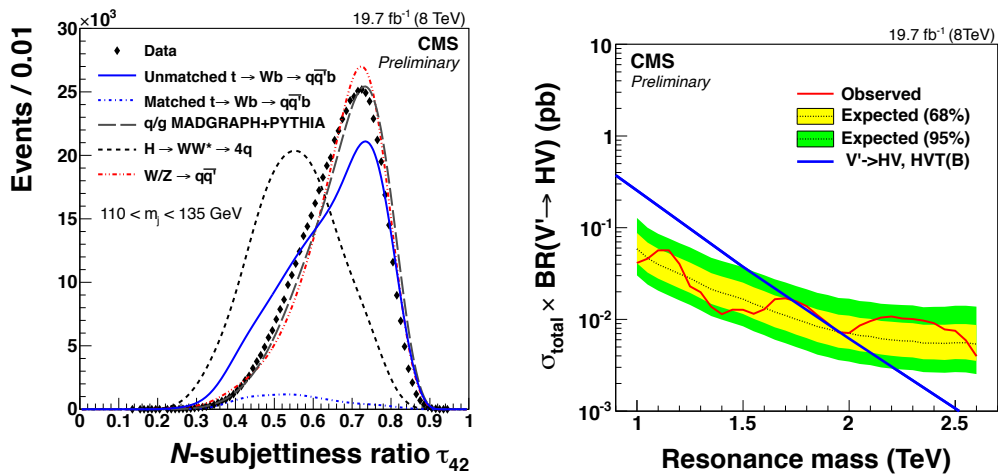 19.7 fb⁻¹ (8 TeV)
×10³
CMS
Preliminary
Data
Unmatched t → Wb → qq̅'b
Matched t→ Wb → qq̅'b
q/g MADGRAPH+PYTHIA
H → WW* → 4q
W/Z → qq̅'
110 < mⱼ < 135 GeV
Events / 0.01
30
25
20
15
10
5
0
0 0.1 0.2 0.3 0.4 0.5 0.6 0.7 0.8 0.9 1
N-subjettiness ratio τ₄₂
19.7 fb⁻¹ (8TeV)
CMS
Preliminary
Observed
Expected (68%)
Expected (95%)
V'->HV, HVT(B)
σ_total × BR(V'→ HV) (pb)
10
1
10⁻¹
10⁻²
10⁻³
1 1.5 2 2.5
Resonance mass (TeV)